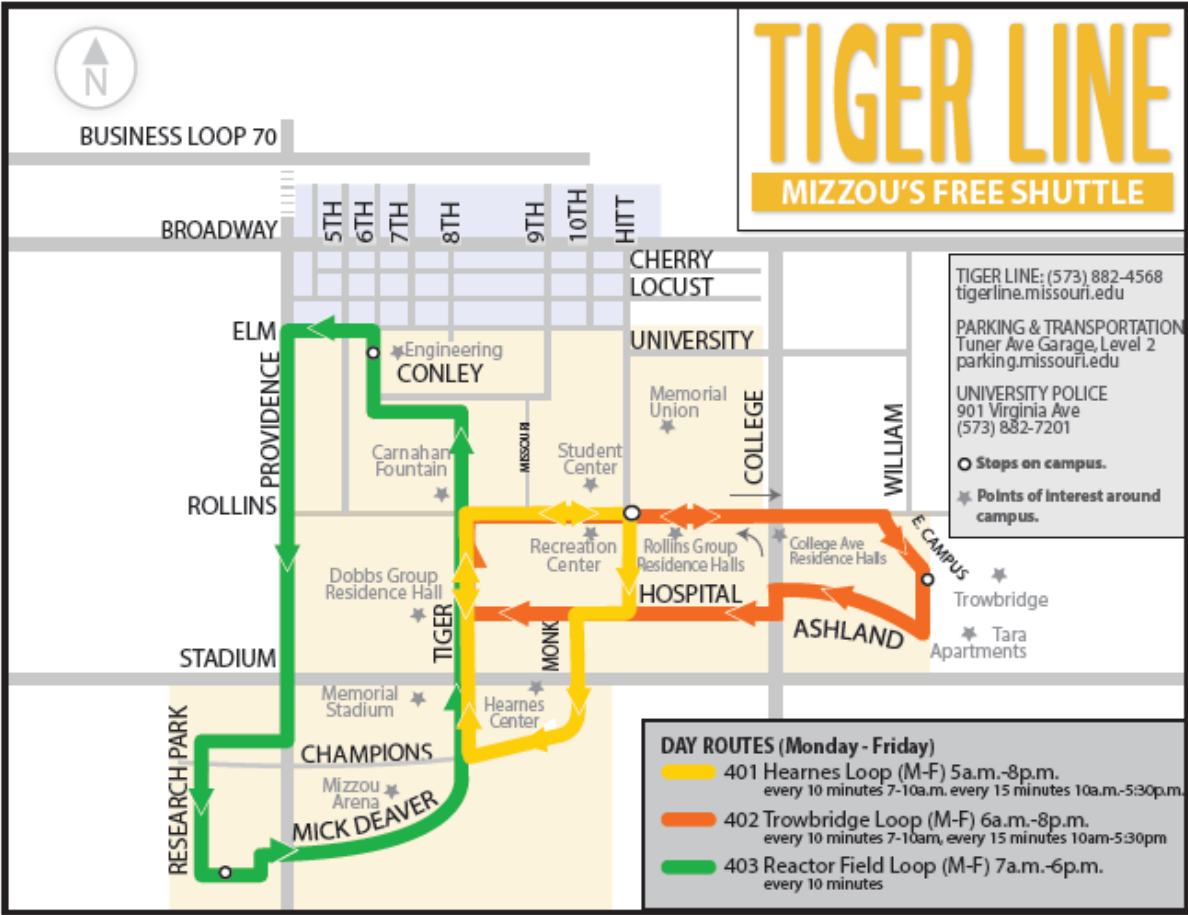 N
TIGER LINE
MIZZOU'S FREE SHUTTLE
BUSINESS LOOP 70
BROADWAY
5TH
6TH
7TH
8TH
9TH
10TH
HITT
CHERRY
LOCUST
ELM
UNIVERSITY
Engineering
CONLEY
PROVIDENCE
Memorial
Union
COLLEGE
WILLIAM
MISSOURI
Carnahan
Fountain
Student
Center
ROLLINS
Recreation
Center
Rollins Group
Residence Halls
College Ave
Residence Halls
E. CAMPUS
Dobbs Group
Residence Hall
HOSPITAL
Trowbridge
TIGER
MONK
ASHLAND
Tara
Apartments
STADIUM
Memorial
Stadium
Hearnes
Center
RESEARCH PARK
CHAMPIONS
Mizzou
Arena
MICK DEAVER
TIGER LINE: (573) 882-4568
tigerline.missouri.edu
PARKING & TRANSPORTATION
Tuner Ave Garage, Level 2
parking.missouri.edu
UNIVERSITY POLICE
901 Virginia Ave
(573) 882-7201
Stops on campus.
Points of interest around
campus.
DAY ROUTES (Monday - Friday)
401 Hearnes Loop (M-F) 5a.m.-8p.m.
every 10 minutes 7-10a.m. every 15 minutes 10a.m.-5:30p.m.
402 Trowbridge Loop (M-F) 6a.m.-8p.m.
every 10 minutes 7-10am, every 15 minutes 10am-5:30pm
403 Reactor Field Loop (M-F) 7a.m.-6p.m.
every 10 minutes